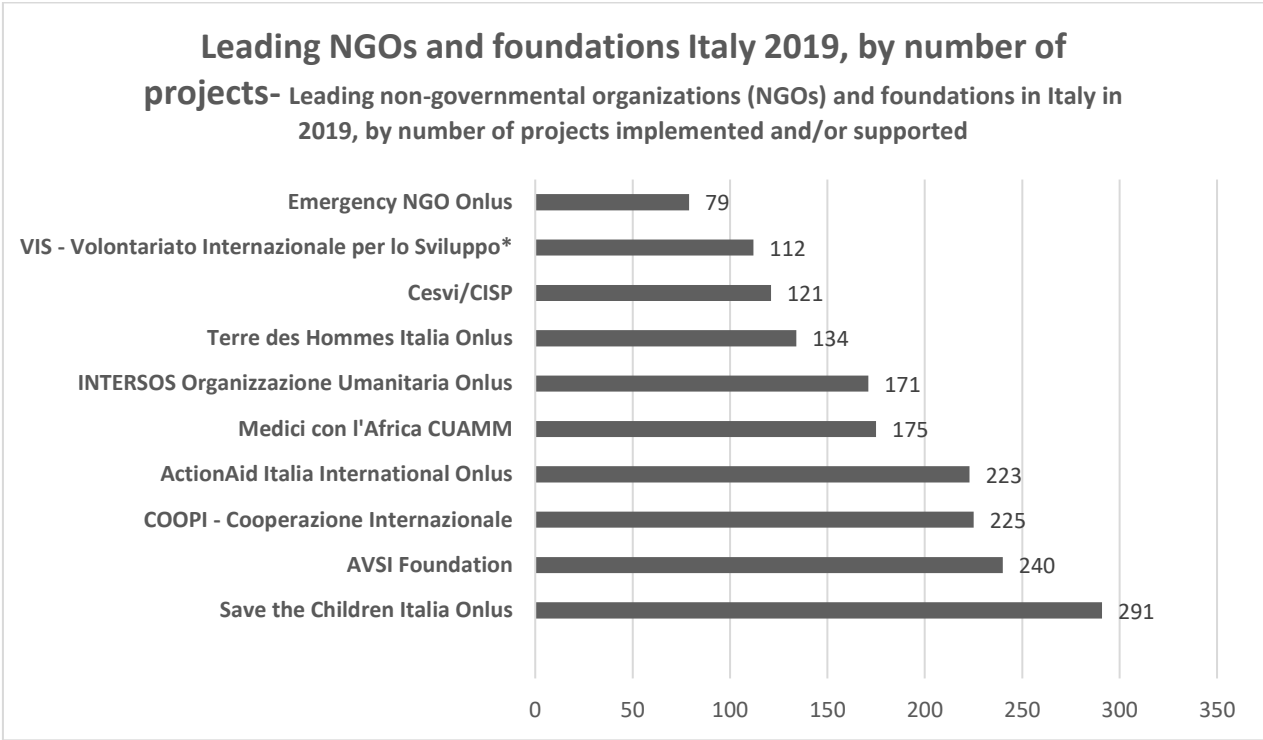 Leading NGOs and foundations Italy 2019, by number of
projects- Leading non-governmental organizations (NGOs) and foundations in Italy in
2019, by number of projects implemented and/or supported
Emergency NGO Onlus 79
VIS - Volontariato Internazionale per lo Sviluppo* 112
Cesvi/CISP 121
Terre des Hommes Italia Onlus 134
INTERSOS Organizzazione Umanitaria Onlus 171
Medici con l'Africa CUAMM 175
ActionAid Italia International Onlus 223
COOPI - Cooperazione Internazionale 225
AVSI Foundation 240
Save the Children Italia Onlus 291
0 50 100 150 200 250 300 350